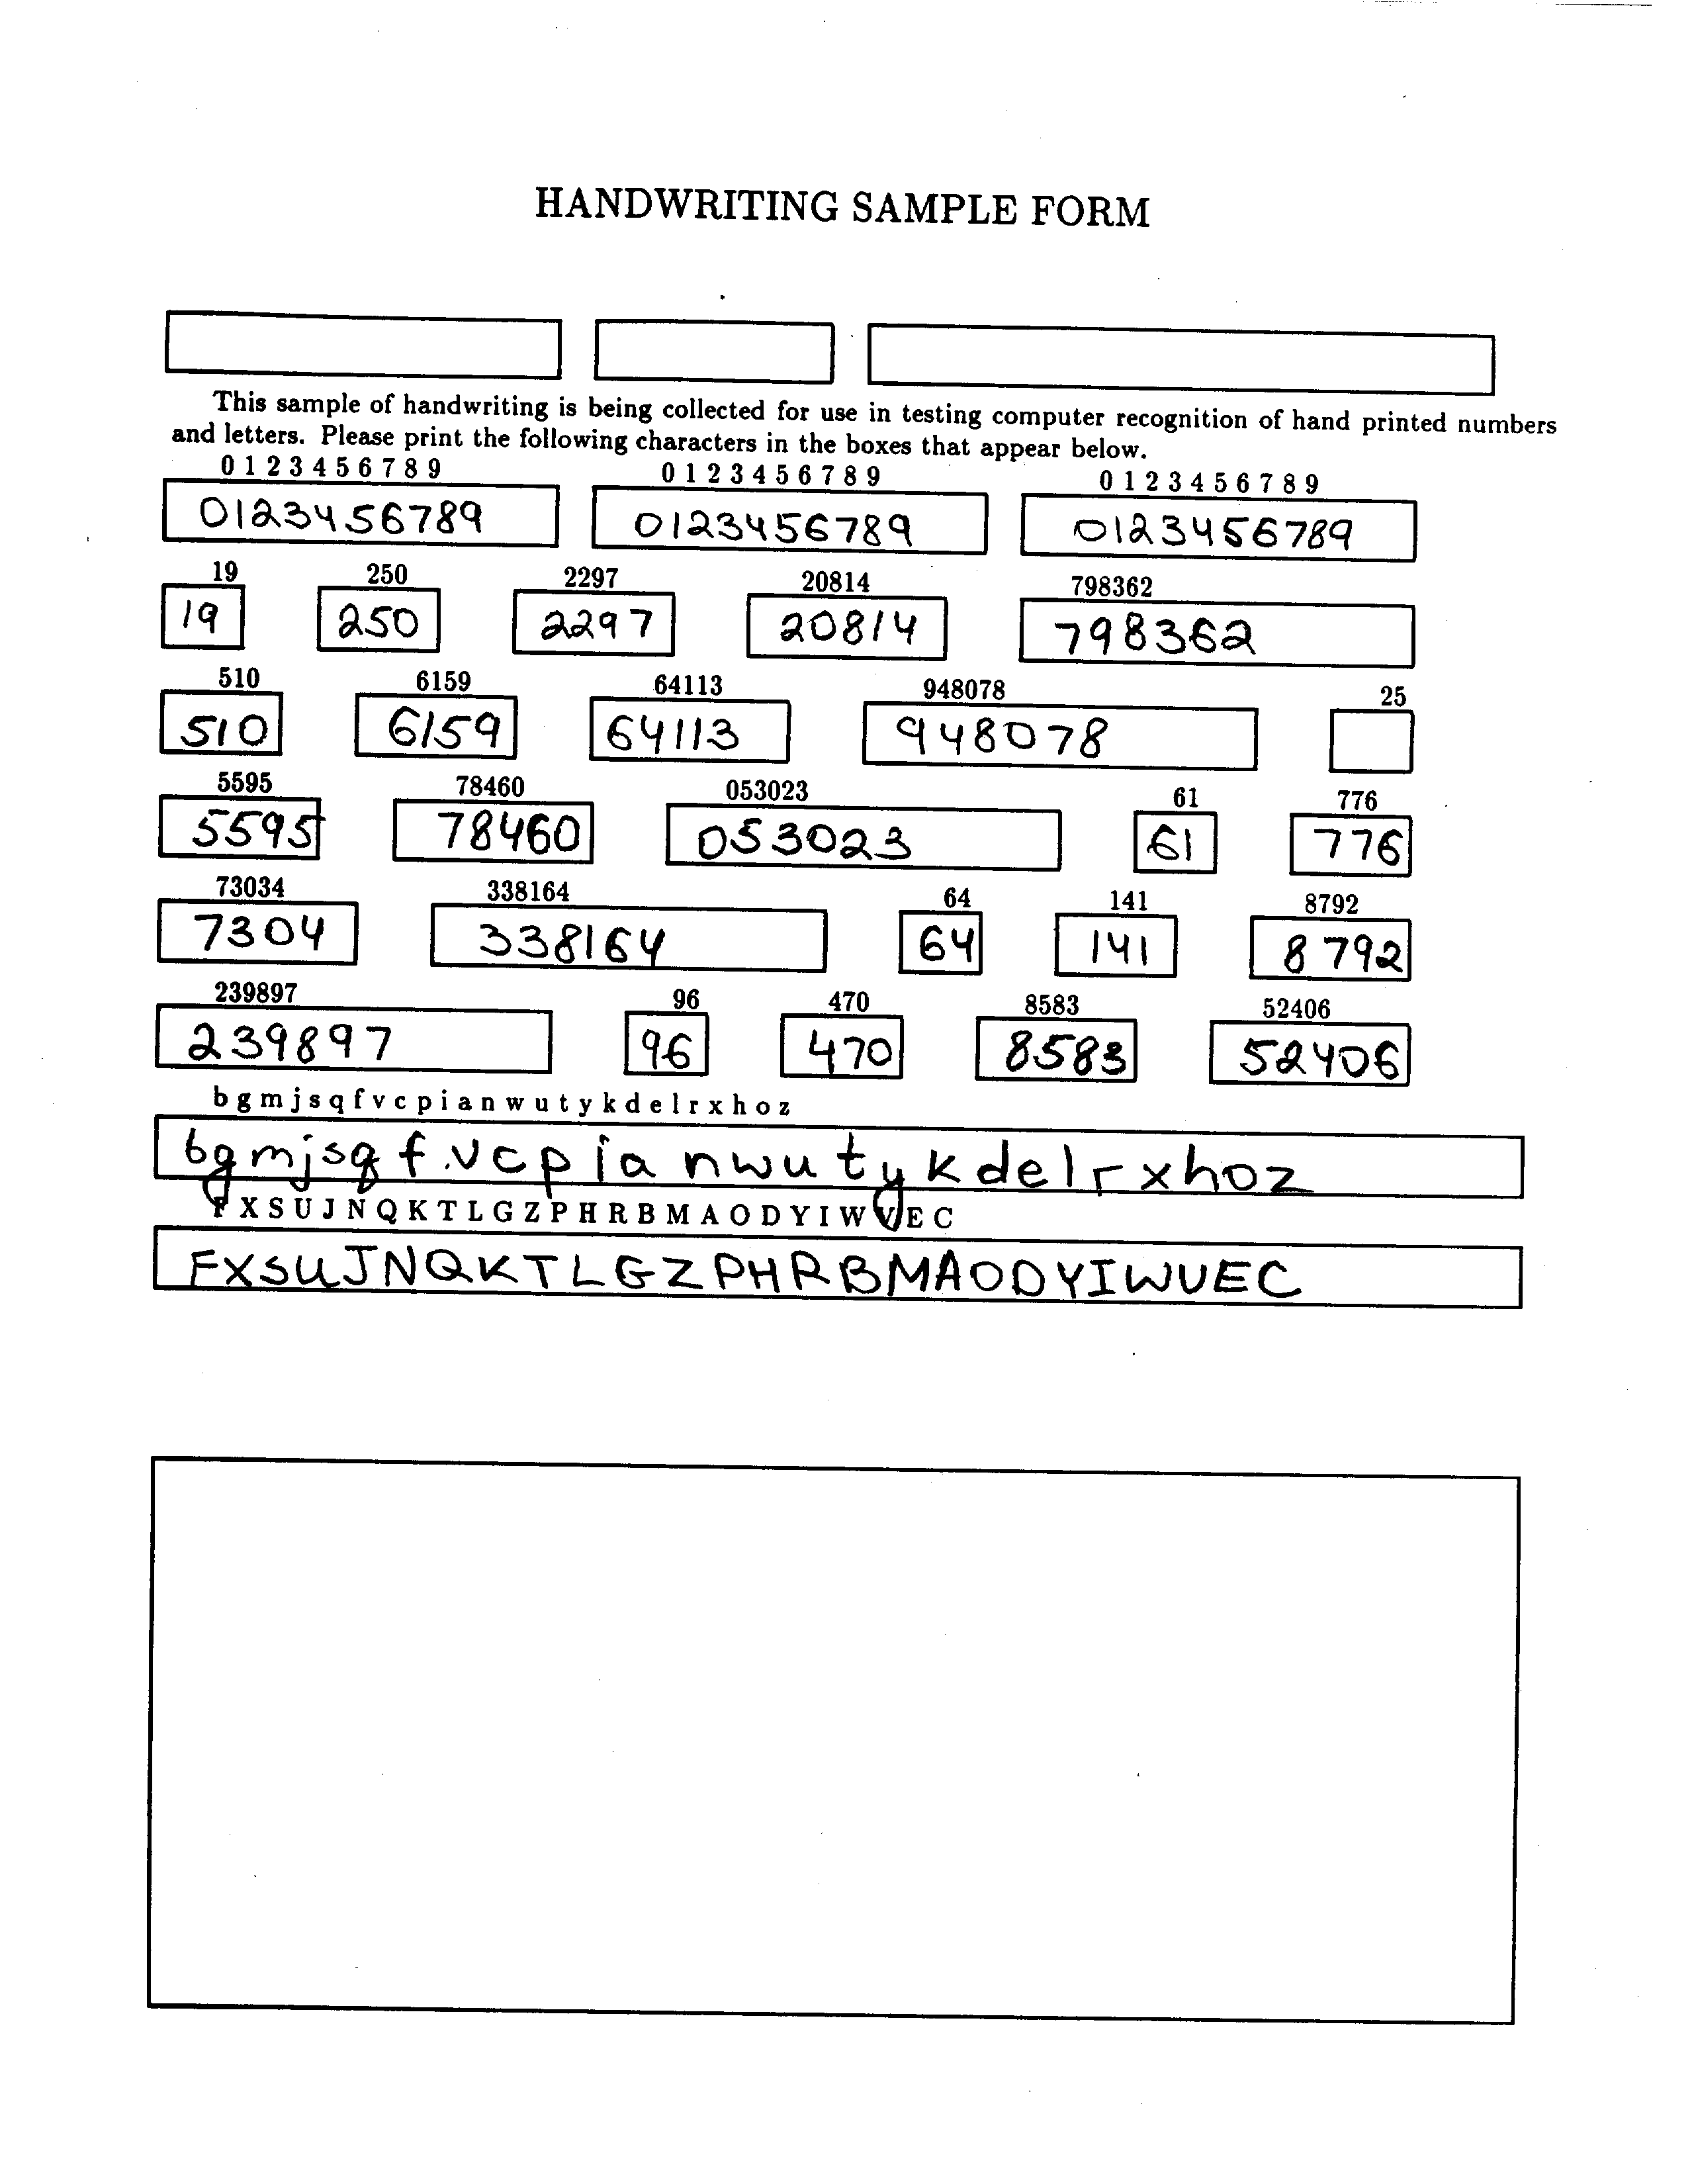 HANDWRITING SAMPLE FORM
This sample of handwriting is being collected for use in testing computer recognition of hand printed numbers
and letters. Please print the following characters in the boxes that appear below.
0 1 2 3 4 5 6 7 8 9 0 1 2 3 4 5 6 7 8 9 0 1 2 3 4 5 6 7 8 9
0123456789 0123456789 0123456789
19 250 2297 20814 798362
19 250 2297 20814 798362
510 6159 64113 948078 25
510 6159 64113 948078
5595 78460 053023 61 776
5595 78460 053023 61 776
73034 338164 64 141 8792
7304 338164 64 141 8792
239897 96 470 8583 52406
239897 96 470 8583 52406
b g m j s q f v c p i a n w u t y k d e l r x h o z
bgmjsqf.vcpianwutykdelrxhoz
F X S U J N Q K T L G Z P H R B M A O D Y I W V E C
FXSUJNQKTLGZPHRBMAODYIWVEC